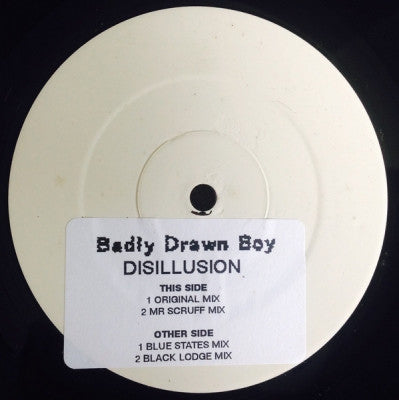 Badly Drawn Boy
DISILLUSION
THIS SIDE
1 ORIGINAL MIX
2 MR SCRUFF MIX
OTHER SIDE
1 BLUE STATES MIX
2 BLACK LODGE MIX